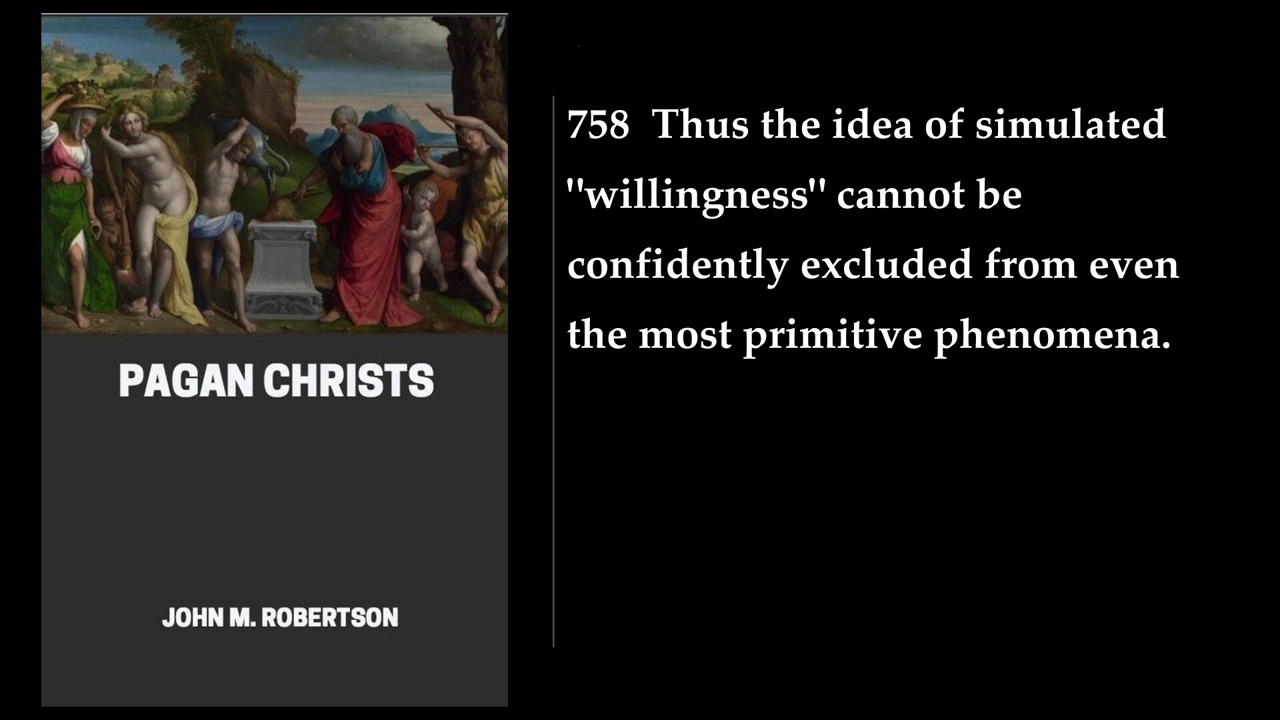 PAGAN CHRISTS
JOHN M. ROBERTSON
758 Thus the idea of simulated
"willingness" cannot be
confidently excluded from even
the most primitive phenomena.